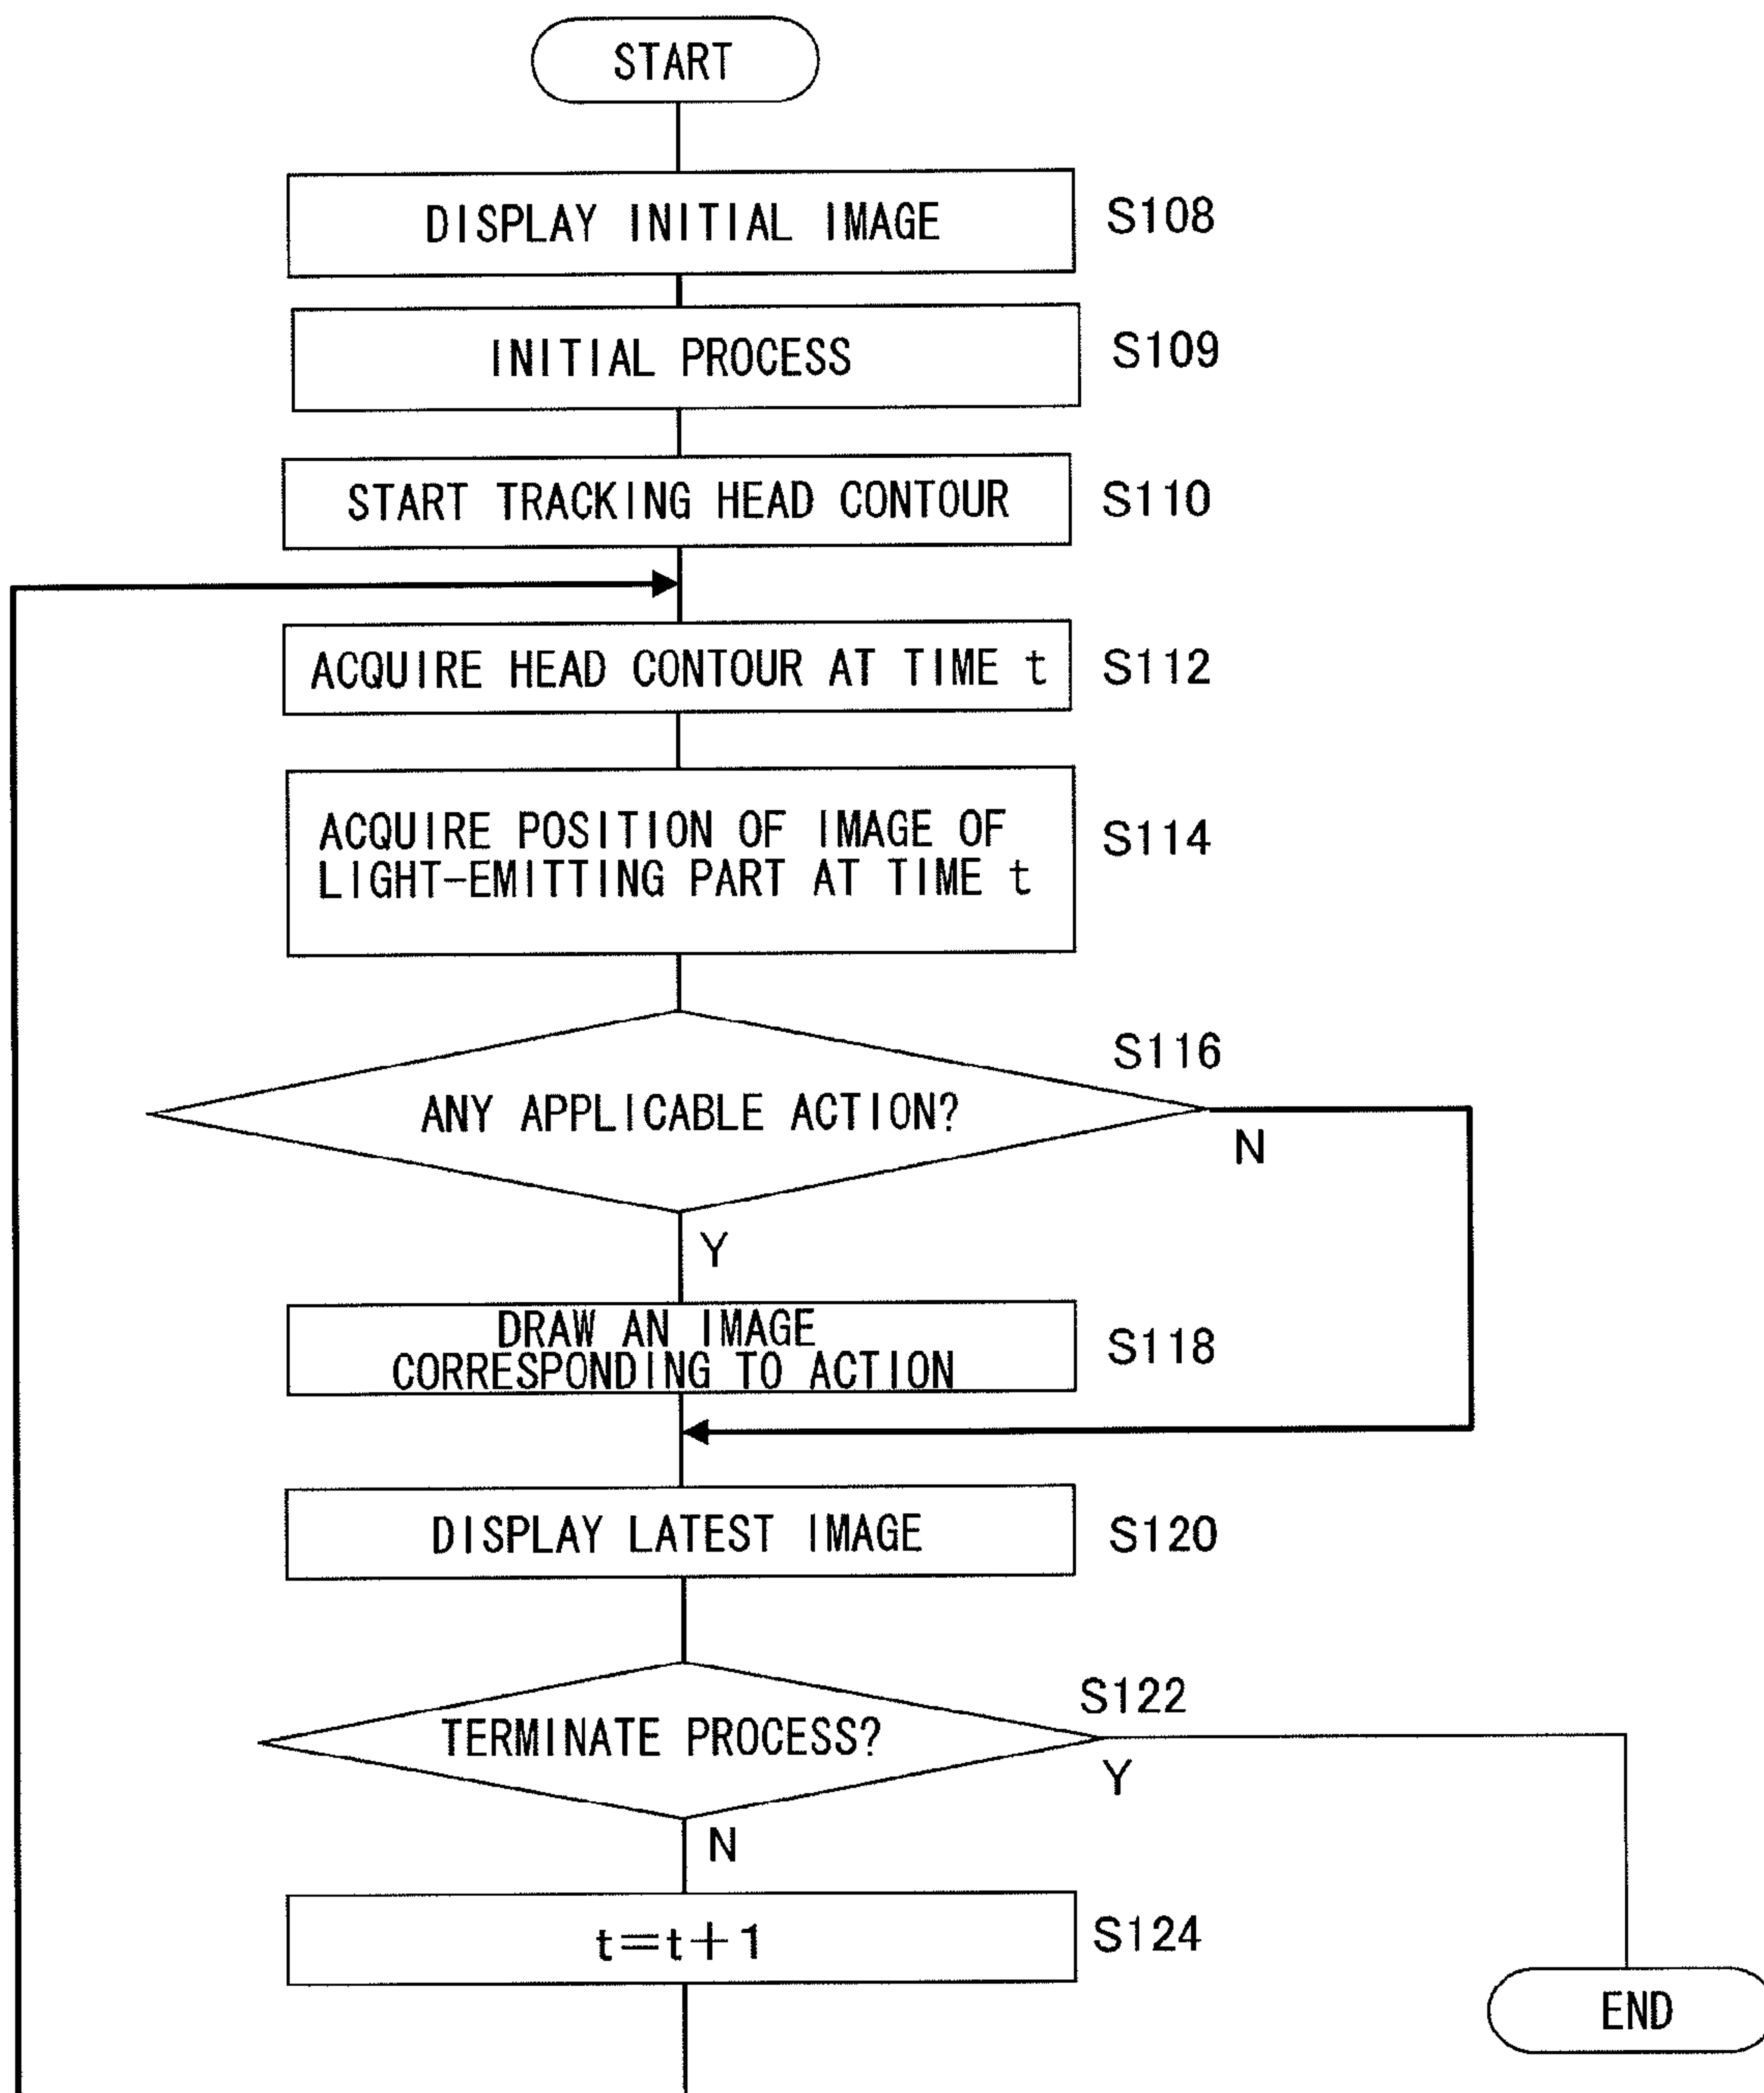 START
DISPLAY INITIAL IMAGE
S108
INITIAL PROCESS
S109
START TRACKING HEAD CONTOUR
S110
ACQUIRE HEAD CONTOUR AT TIME t
S112
ACQUIRE POSITION OF IMAGE OF
LIGHT-EMITTING PART AT TIME t
S114
S116
ANY APPLICABLE ACTION?
N
Y
DRAW AN IMAGE
CORRESPONDING TO ACTION
S118
DISPLAY LATEST IMAGE
S120
S122
TERMINATE PROCESS?
Y
N
t=t+1
S124
END